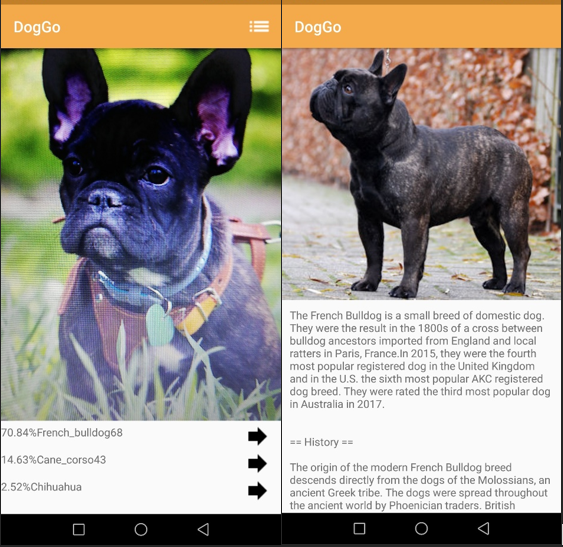 DogGo
70.84%French_bulldog68
14.63%Cane_corso43
2.52%Chihuahua
DogGo
The French Bulldog is a small breed of domestic dog.
They were the result in the 1800s of a cross between
bulldog ancestors imported from England and local
ratters in Paris, France.In 2015, they were the fourth
most popular registered dog in the United Kingdom
and in the U.S. the sixth most popular AKC registered
dog breed. They were rated the third most popular dog
in Australia in 2017.
== History ==
The origin of the modern French Bulldog breed
descends directly from the dogs of the Molossians, an
ancient Greek tribe. The dogs were spread throughout
the ancient world by Phoenician traders. British